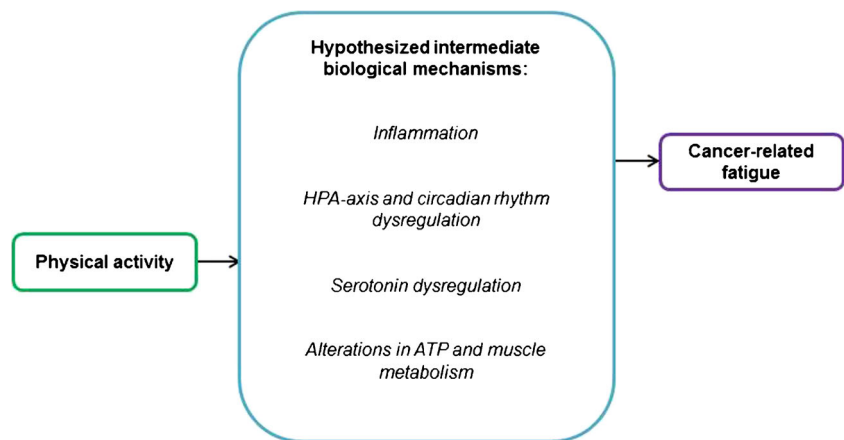 Physical activity
Hypothesized intermediate
biological mechanisms:
Inflammation
HPA-axis and circadian rhythm
dysregulation
Serotonin dysregulation
Alterations in ATP and muscle
metabolism
Cancer-related
fatigue